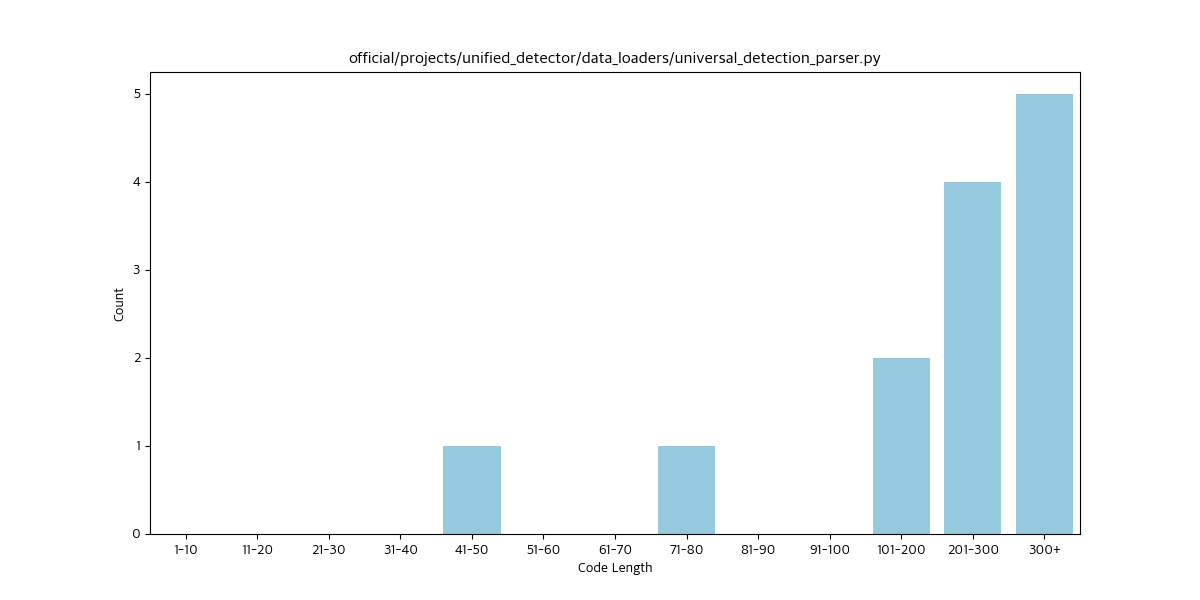 official/projects/unified_detector/data_loaders/universal_detection_parser.py
5
4
3
2
1
0
Count
1-10 11-20 21-30 31-40 41-50 51-60 61-70 71-80 81-90 91-100 101-200 201-300 300+
Code Length